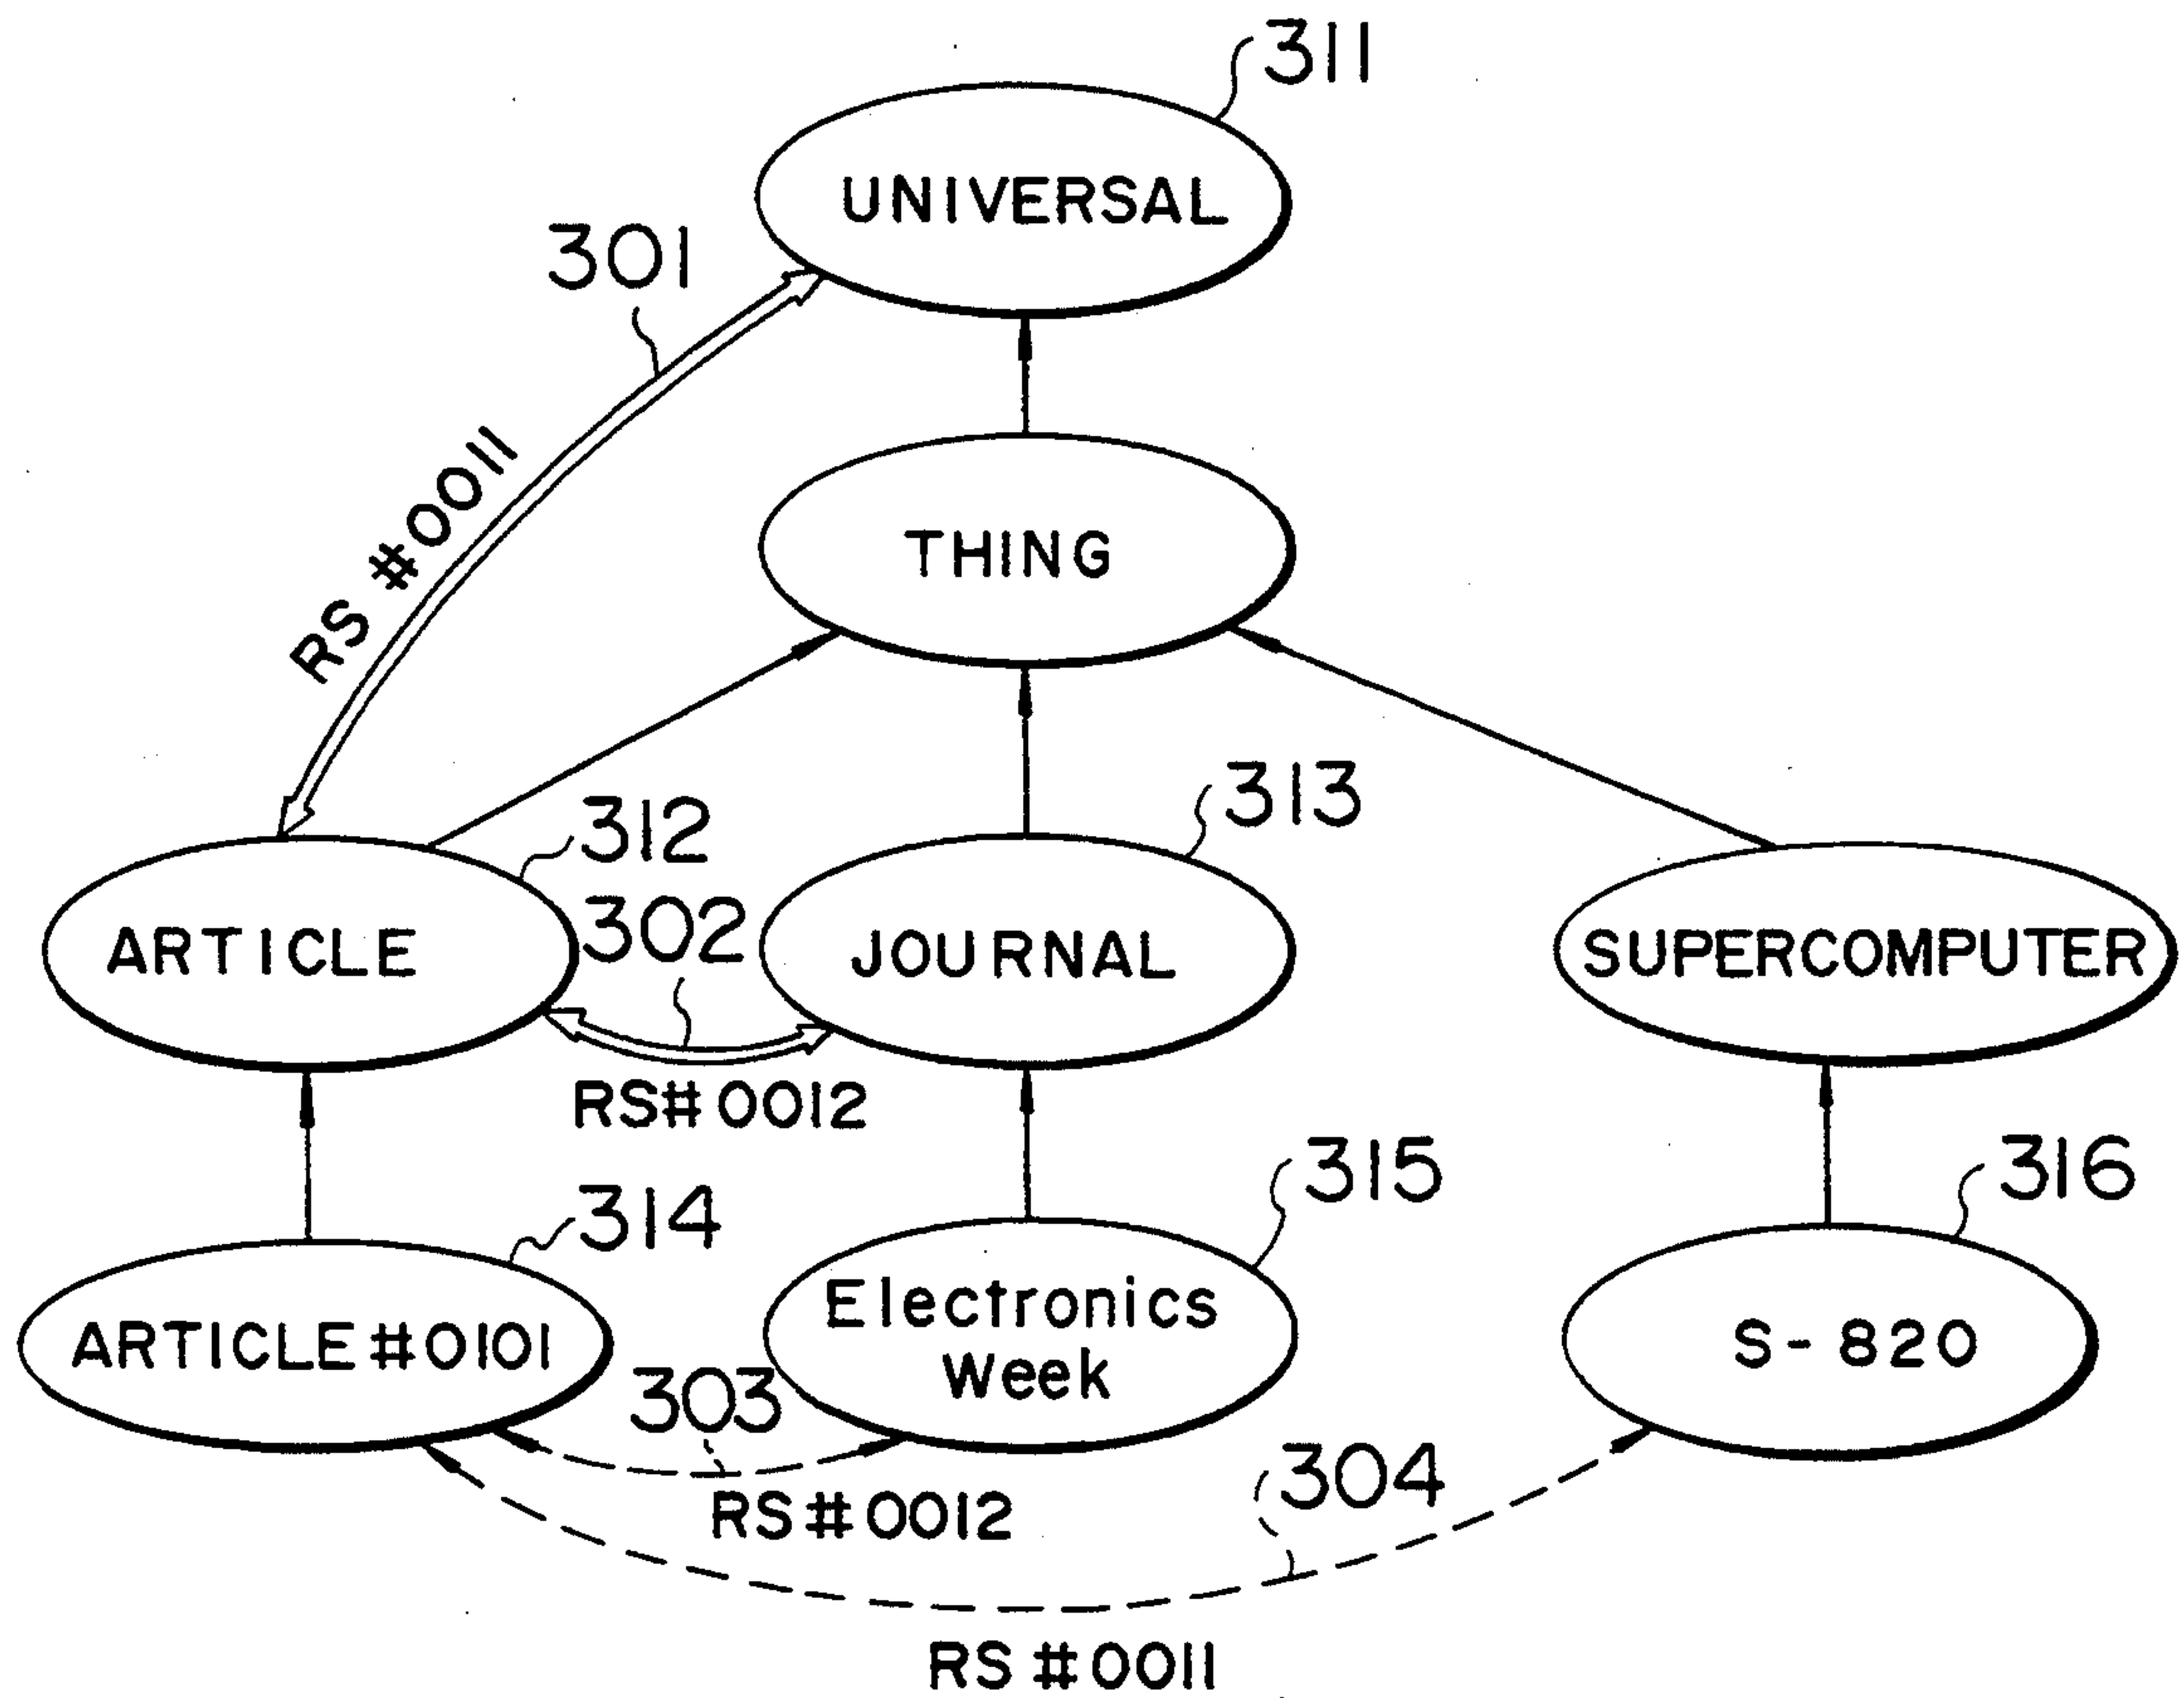 311
UNIVERSAL
301
RS #0011
THING
313
312
302
ARTICLE
JOURNAL
SUPERCOMPUTER
RS#0012
315
316
314
Electronics
Week
ARTICLE#0101
S-820
303
304
RS#0012
RS#0011